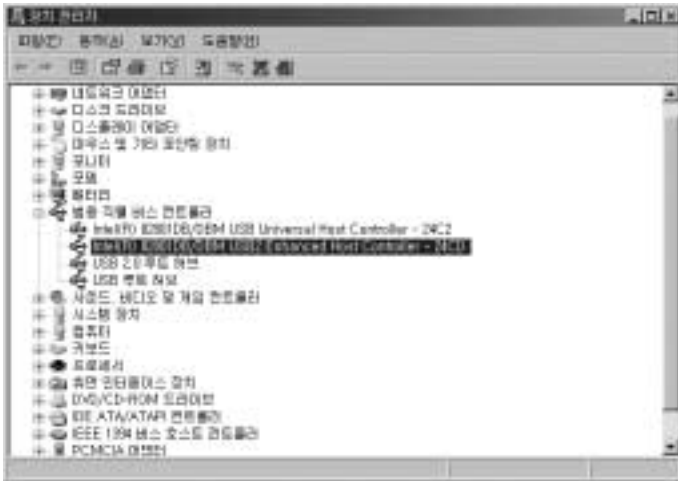 장치 관리자
파일(F) 동작(A) 보기(V) 도움말(H)
네트워크 어댑터
디스크 드라이브
디스플레이 어댑터
마우스 및 기타 포인팅 장치
모니터
모뎀
배터리
범용 직렬 버스 컨트롤러
Intel(R) 82801DB/DBM USB Universal Host Controller - 24C2
Intel(R) 82801DB/DBM USB2 Enhanced Host Controller - 24CD
USB 2.0 루트 허브
USB 루트 허브
사운드, 비디오 및 게임 컨트롤러
시스템 장치
컴퓨터
키보드
프로세서
휴먼 인터페이스 장치
DVD/CD-ROM 드라이브
IDE ATA/ATAPI 컨트롤러
IEEE 1394 버스 호스트 컨트롤러
PCMCIA 어댑터